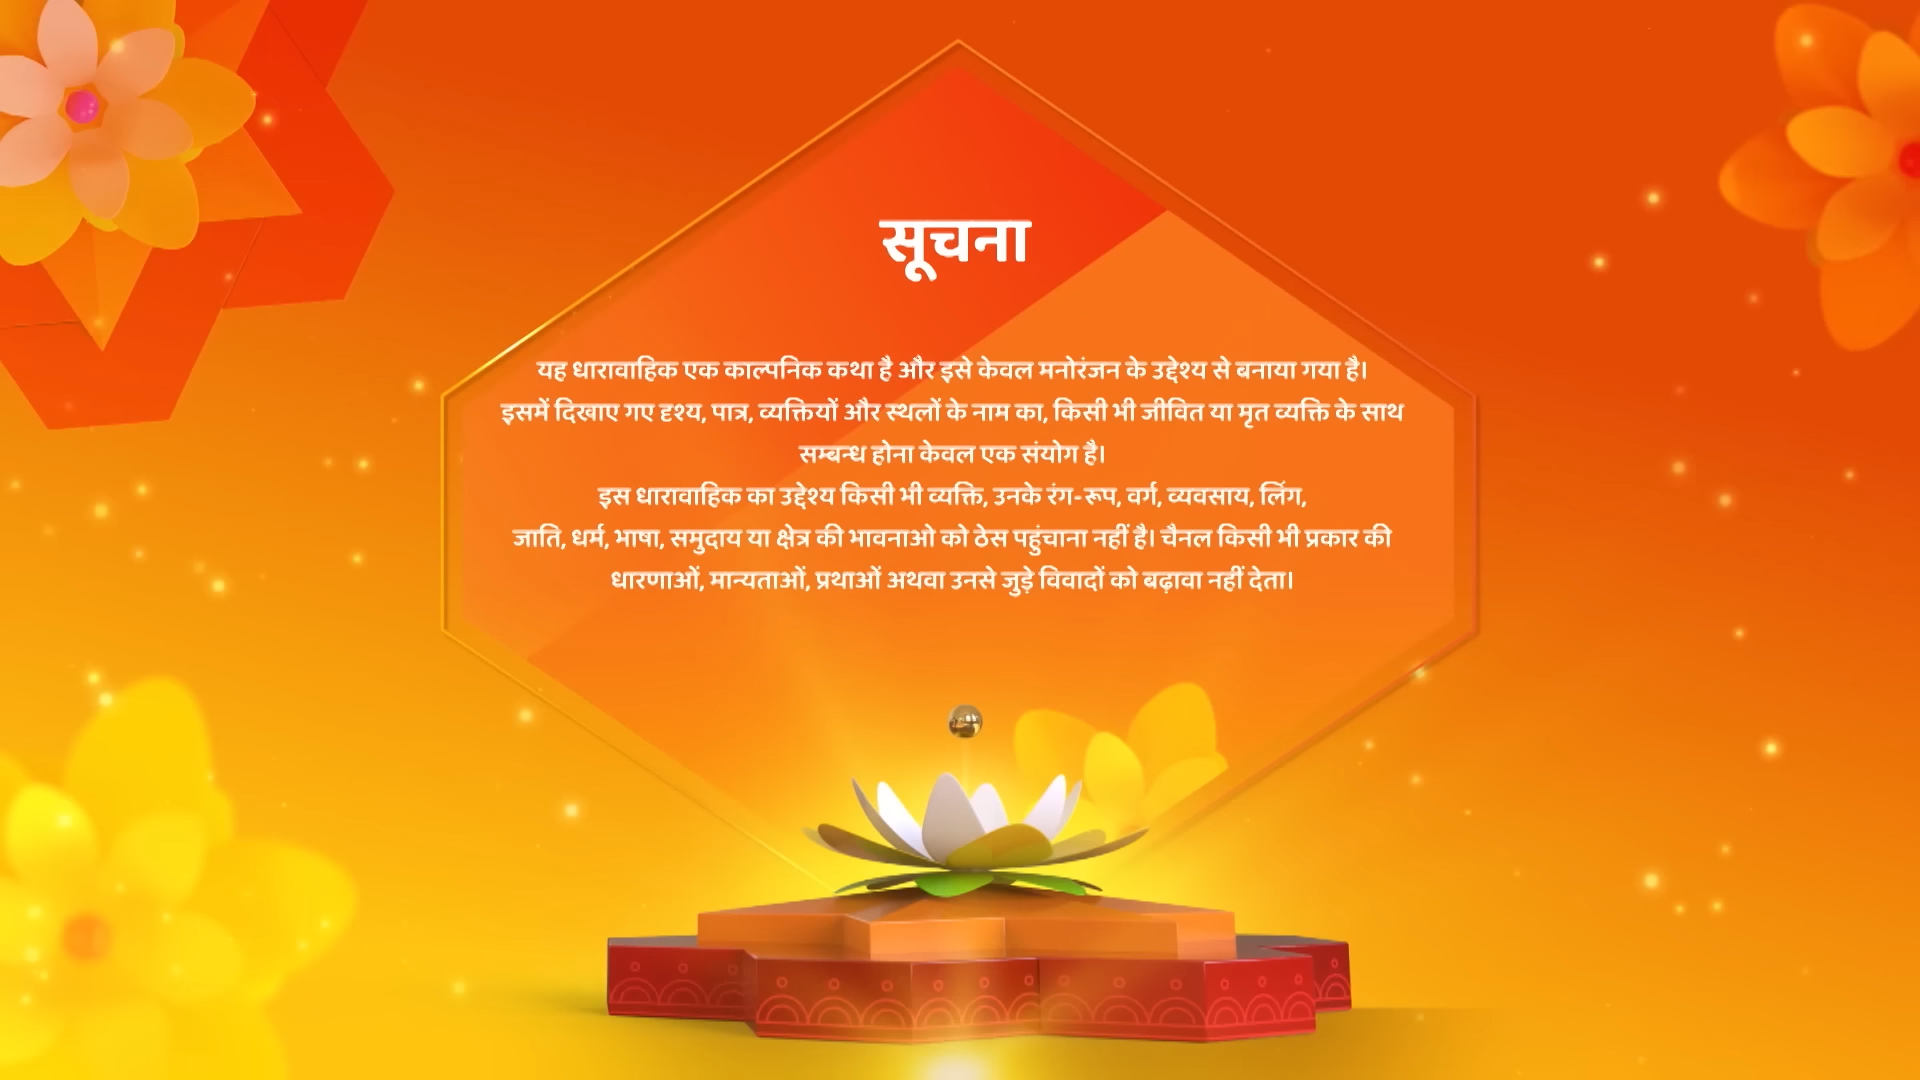 सूचना
यह धारावाहिक एक काल्पनिक कथा है और इसे केवल मनोरंजन के उद्देश्य से बनाया गया है।
इसमें दिखाए गए दृश्य, पात्र, व्यक्तियों और स्थलों के नाम का, किसी भी जीवित या मृत व्यक्ति के साथ
सम्बन्ध होना केवल एक संयोग है।
इस धारावाहिक का उद्देश्य किसी भी व्यक्ति, उनके रंग-रूप, वर्ग, व्यवसाय, लिंग,
जाति, धर्म, भाषा, समुदाय या क्षेत्र की भावनाओ को ठेस पहुंचाना नहीं है। चैनल किसी भी प्रकार की
धारणाओं, मान्यताओं, प्रथाओं अथवा उनसे जुड़े विवादों को बढ़ावा नहीं देता।